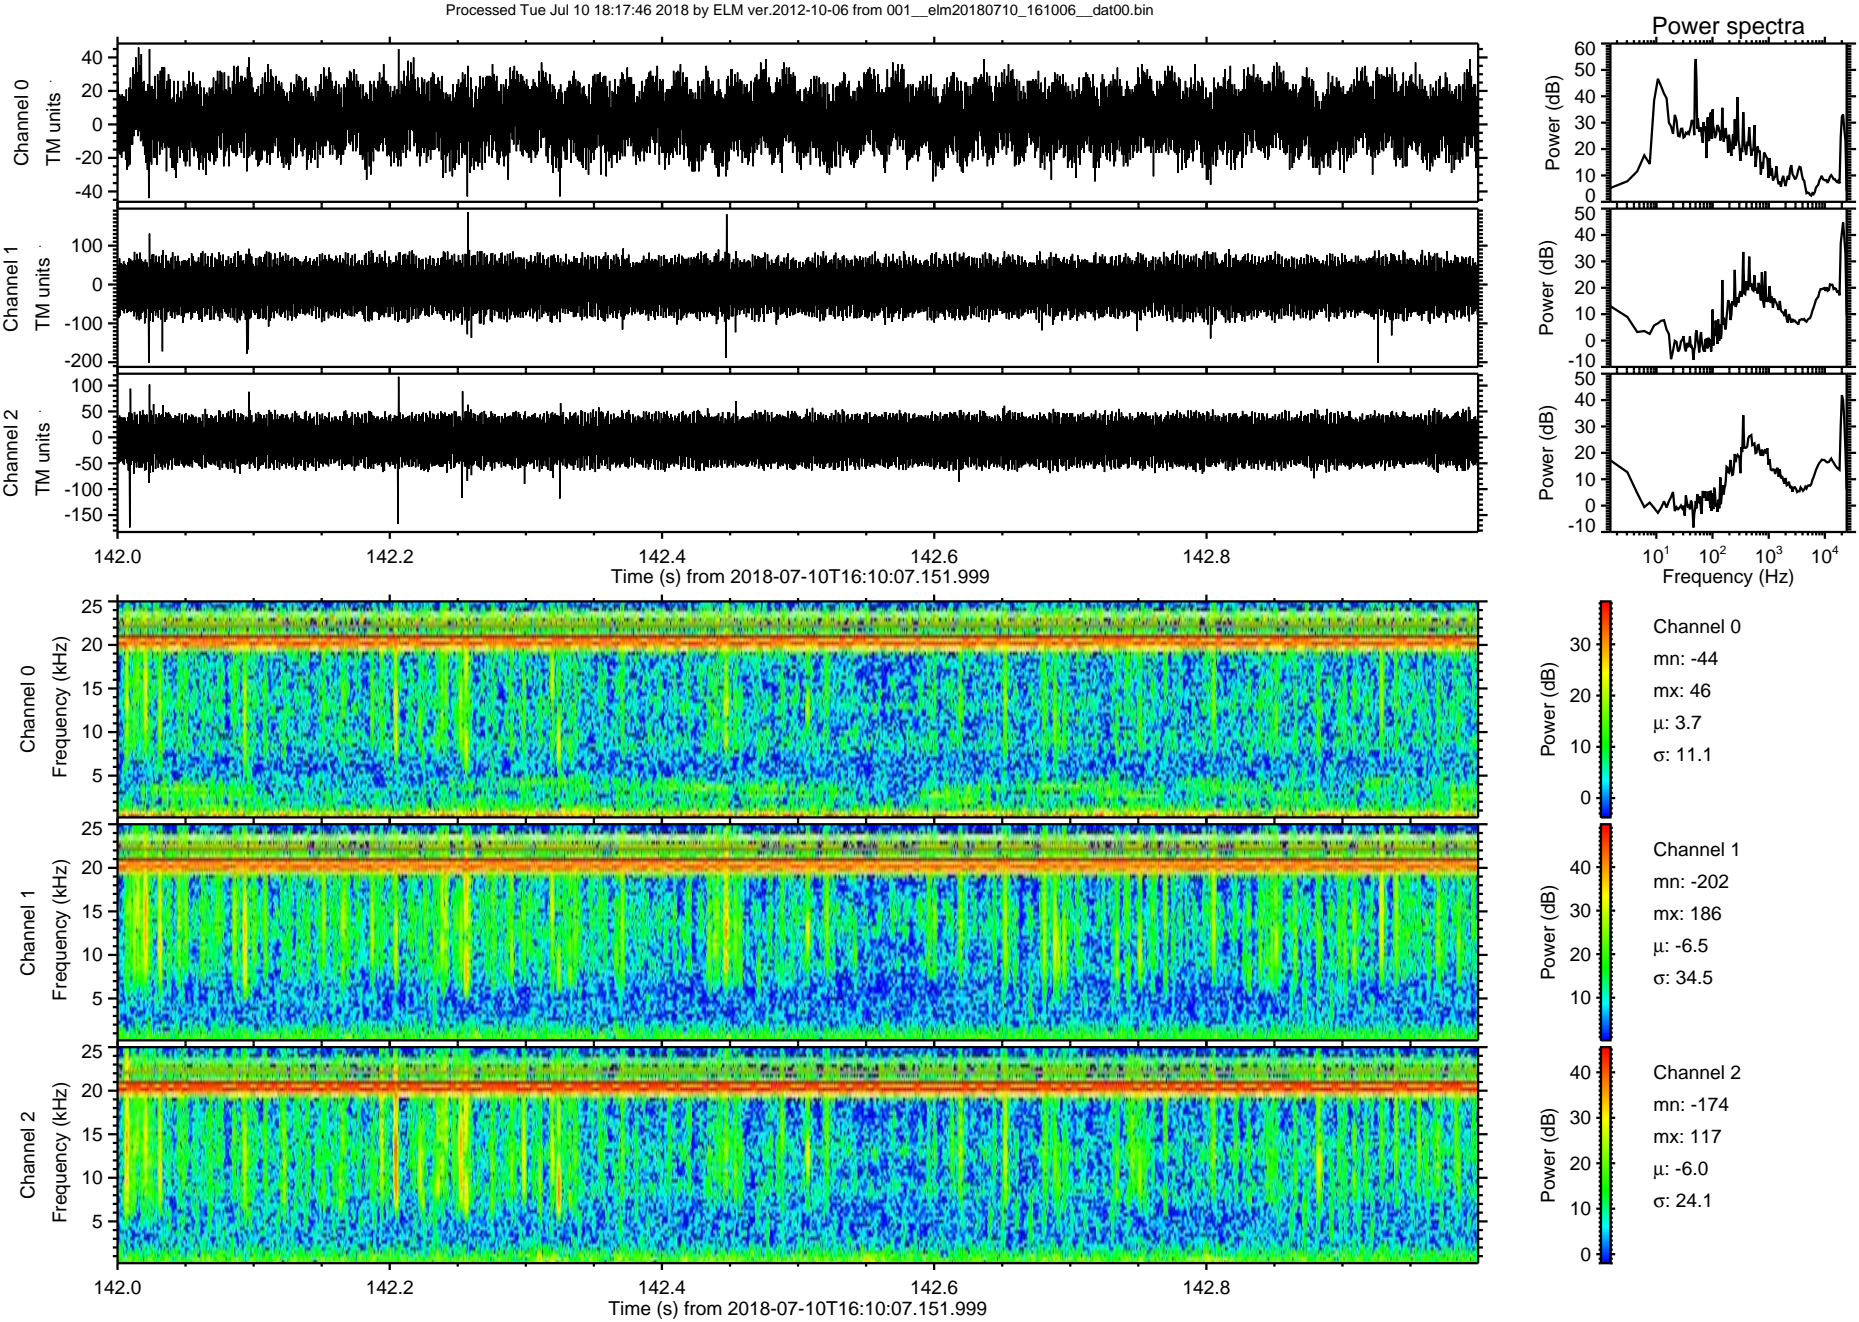 Processed Tue Jul 10 18:17:46 2018 by ELM ver.2012-10-06 from 001__elm20180710_161006__dat00.bin
Power spectra
Channel 0
TM units
40
20
0
-20
-40
Power (dB)
60
50
40
30
20
10
0
Channel 1
TM units
100
0
-100
-200
Power (dB)
50
40
30
20
10
0
-10
Channel 2
TM units
100
50
0
-50
-100
-150
Power (dB)
50
40
30
20
10
0
-10
142.0 142.2 142.4 142.6 142.8
Time (s) from 2018-07-10T16:10:07.151.999
10^1 10^2 10^3 10^4
Frequency (Hz)
Channel 0
Frequency (kHz)
25
20
15
10
5
Power (dB)
30
20
10
0
Channel 0
mn: -44
mx: 46
μ: 3.7
σ: 11.1
Channel 1
Frequency (kHz)
25
20
15
10
5
Power (dB)
40
30
20
10
Channel 1
mn: -202
mx: 186
μ: -6.5
σ: 34.5
Channel 2
Frequency (kHz)
25
20
15
10
5
Power (dB)
40
30
20
10
0
Channel 2
mn: -174
mx: 117
μ: -6.0
σ: 24.1
142.0 142.2 142.4 142.6 142.8
Time (s) from 2018-07-10T16:10:07.151.999